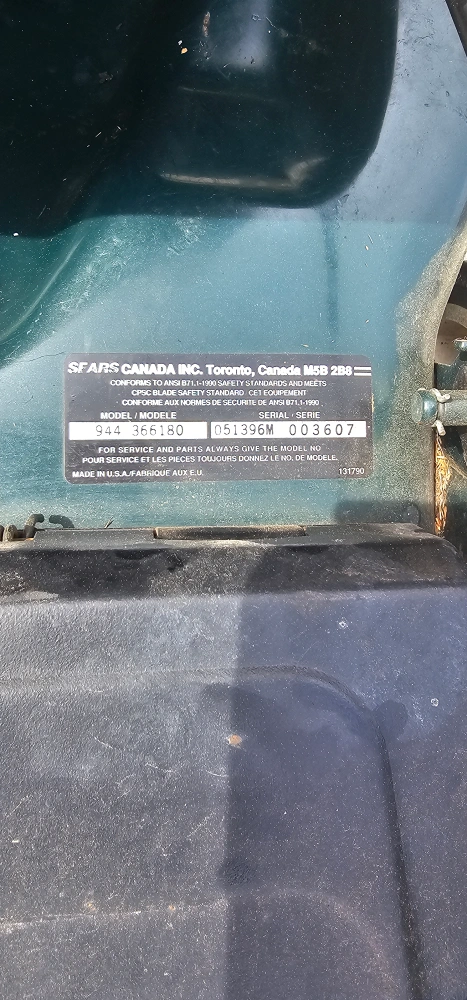 SEARS CANADA INC. Toronto, Canada M5B 2B8
CONFORMS TO ANSI B71.1-1990 SAFETY STANDARDS AND MEETS
CPSC BLADE SAFETY STANDARD / CET EQUIPEMENT
CONFORME AUX NORMES DE SECURITE DE ANSI B71.1-1990
MODEL / MODELE SERIAL / SERIE
944 366180 051396M 003607
FOR SERVICE AND PARTS ALWAYS GIVE THE MODEL NO
POUR SERVICE ET LES PIECES TOUJOURS DONNEZ LE NO. DE MODELE.
MADE IN U.S.A./FABRIQUE AUX E.U. 131790